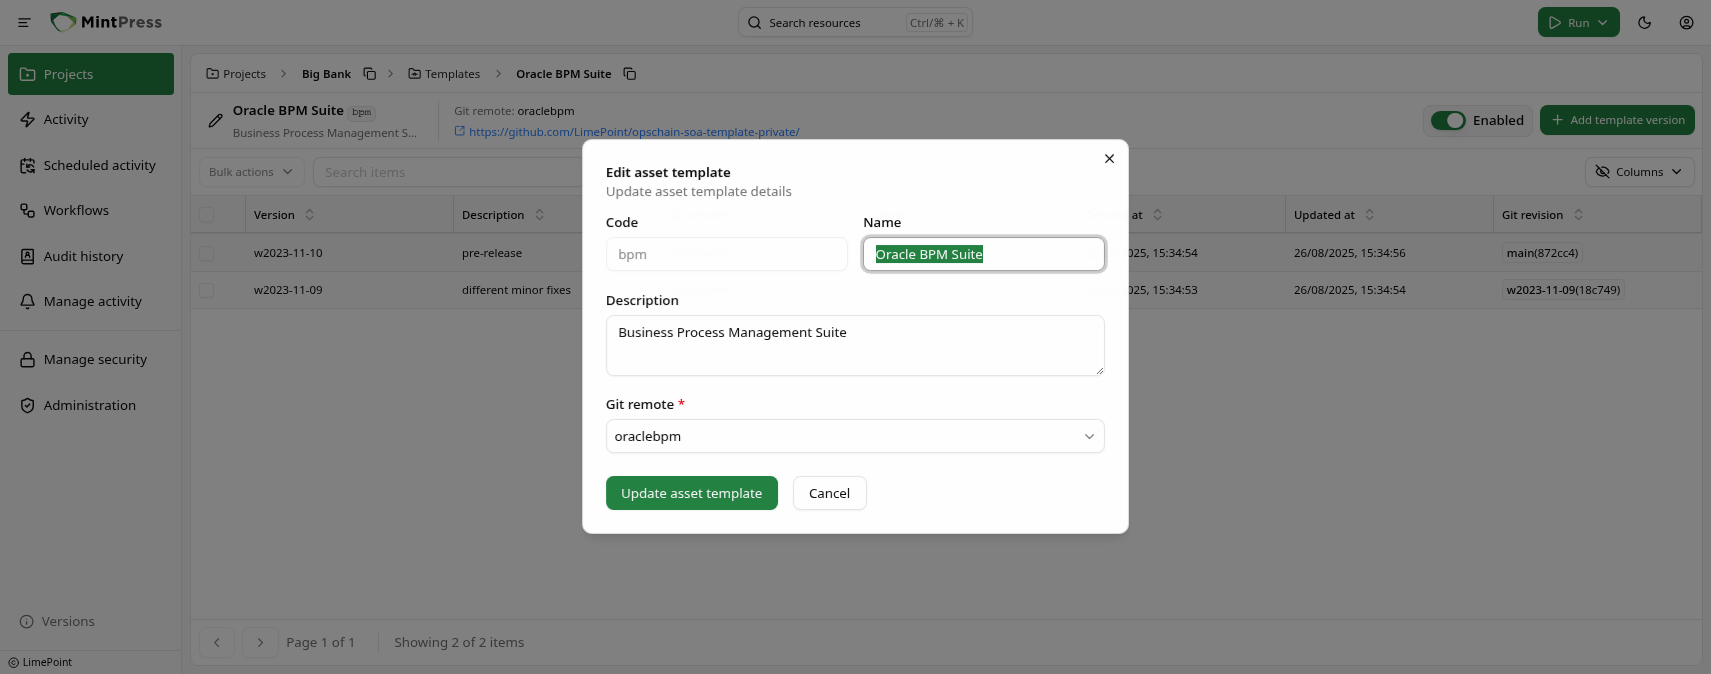 MintPress
Search resources Ctrl/⌘ + K
Run
Projects
Activity
Scheduled activity
Workflows
Audit history
Manage activity
Manage security
Administration
Versions
© LimePoint
Projects > Big Bank > Templates > Oracle BPM Suite
Oracle BPM Suite bpm
Business Process Management S...
Git remote: oraclebpm
https://github.com/LimePoint/opschain-soa-template-private/
Enabled
Add template version
Bulk actions
Search items
Columns
Version Description at Updated at Git revision
w2023-11-10 pre-release 025, 15:34:54 26/08/2025, 15:34:56 main(872cc4)
w2023-11-09 different minor fixes 025, 15:34:53 26/08/2025, 15:34:54 w2023-11-09(18c749)
Page 1 of 1
Showing 2 of 2 items
Edit asset template
Update asset template details
Code
bpm
Name
Oracle BPM Suite
Description
Business Process Management Suite
Git remote *
oraclebpm
Update asset template
Cancel